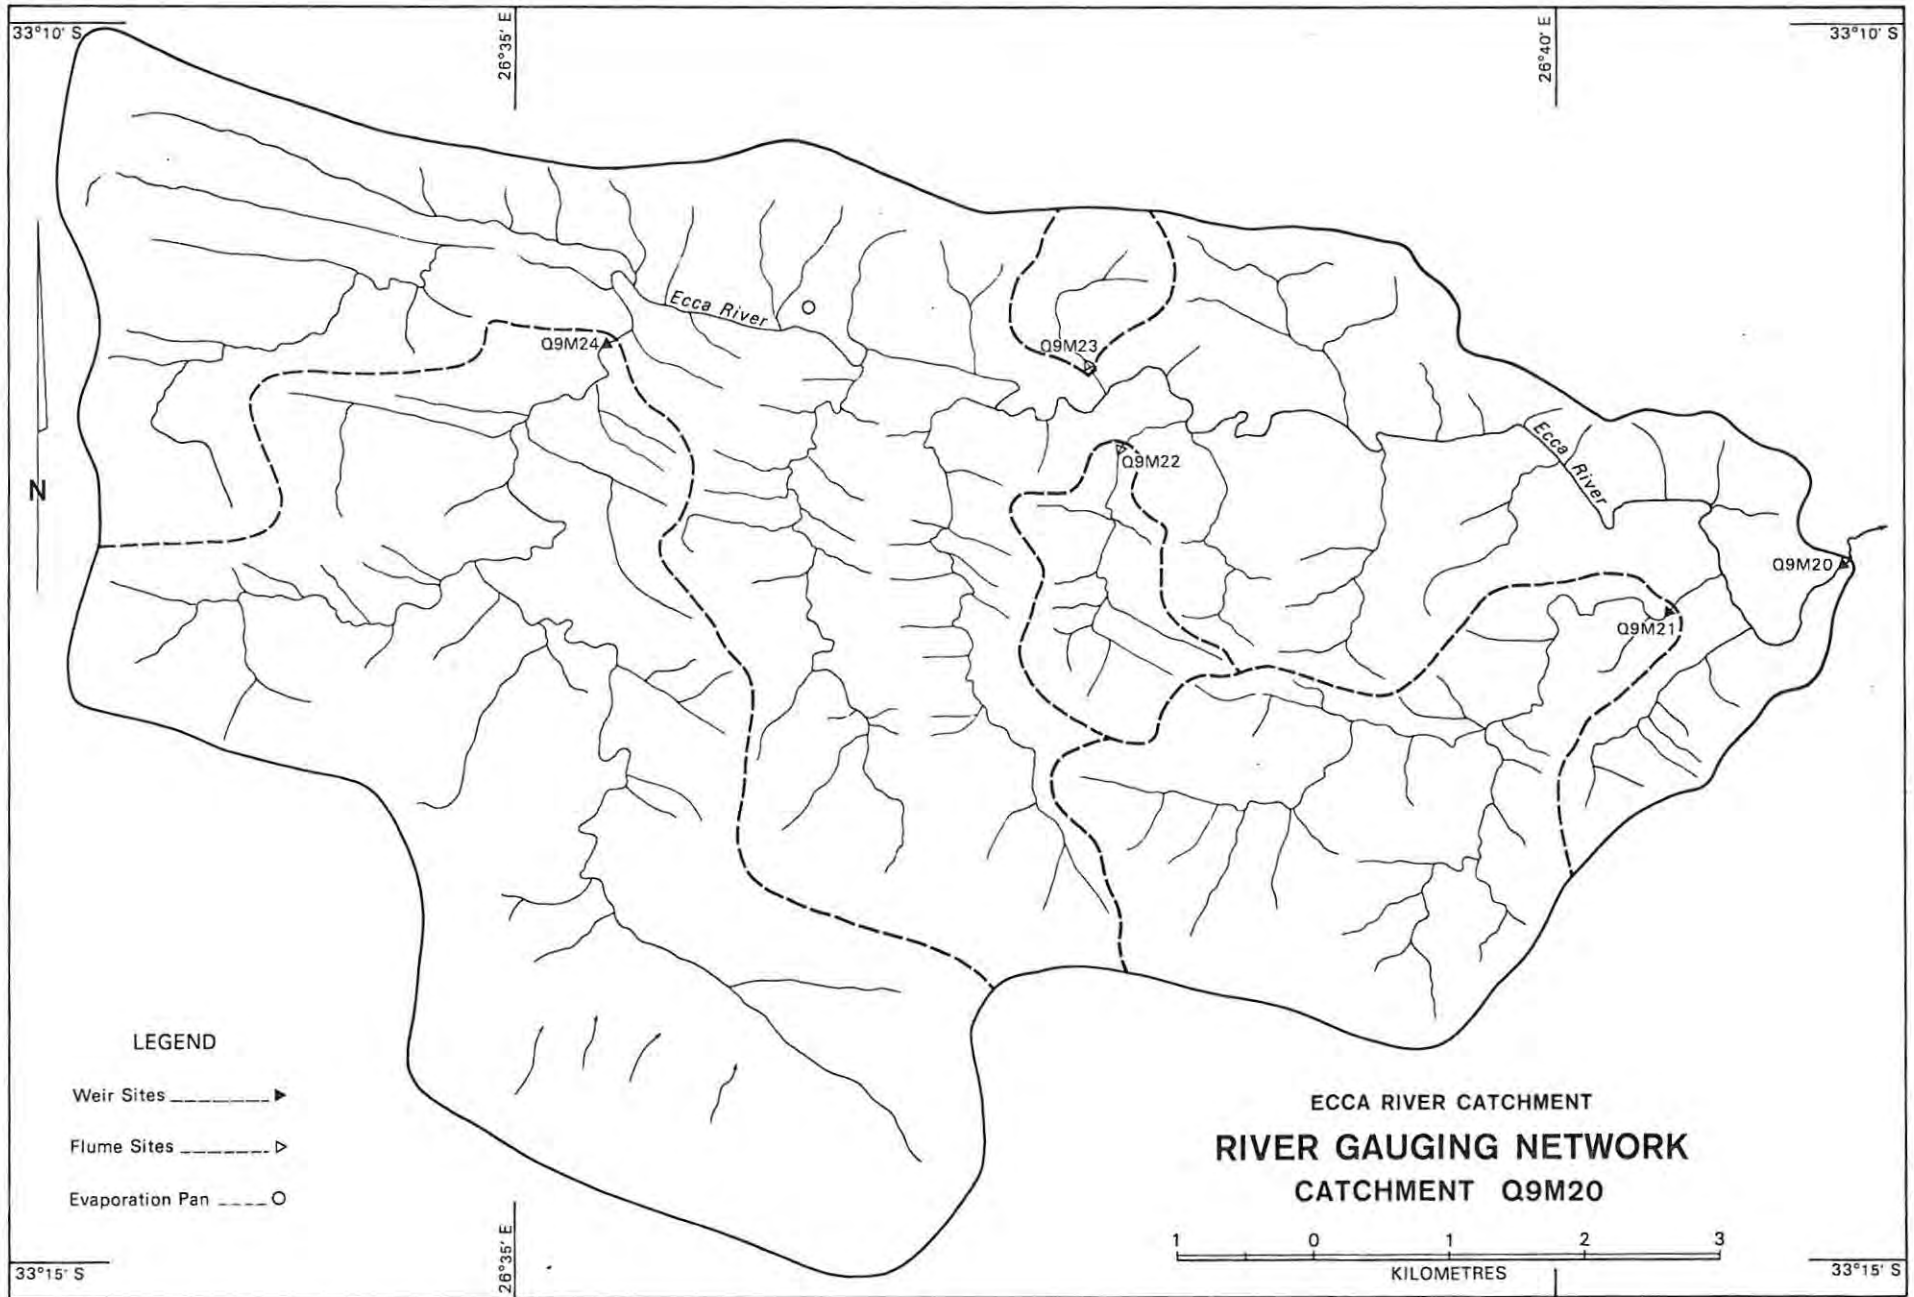 33°10' S
26°35' E
26°40' E
33°10' S
Ecca River
Q9M24
Q9M23
Q9M22
Ecca River
Q9M20
Q9M21
N
LEGEND
Weir Sites
Flume Sites
Evaporation Pan
ECCA RIVER CATCHMENT
RIVER GAUGING NETWORK
CATCHMENT Q9M20
1 0 1 2 3
KILOMETRES
33°15' S
26°35' E
33°15' S